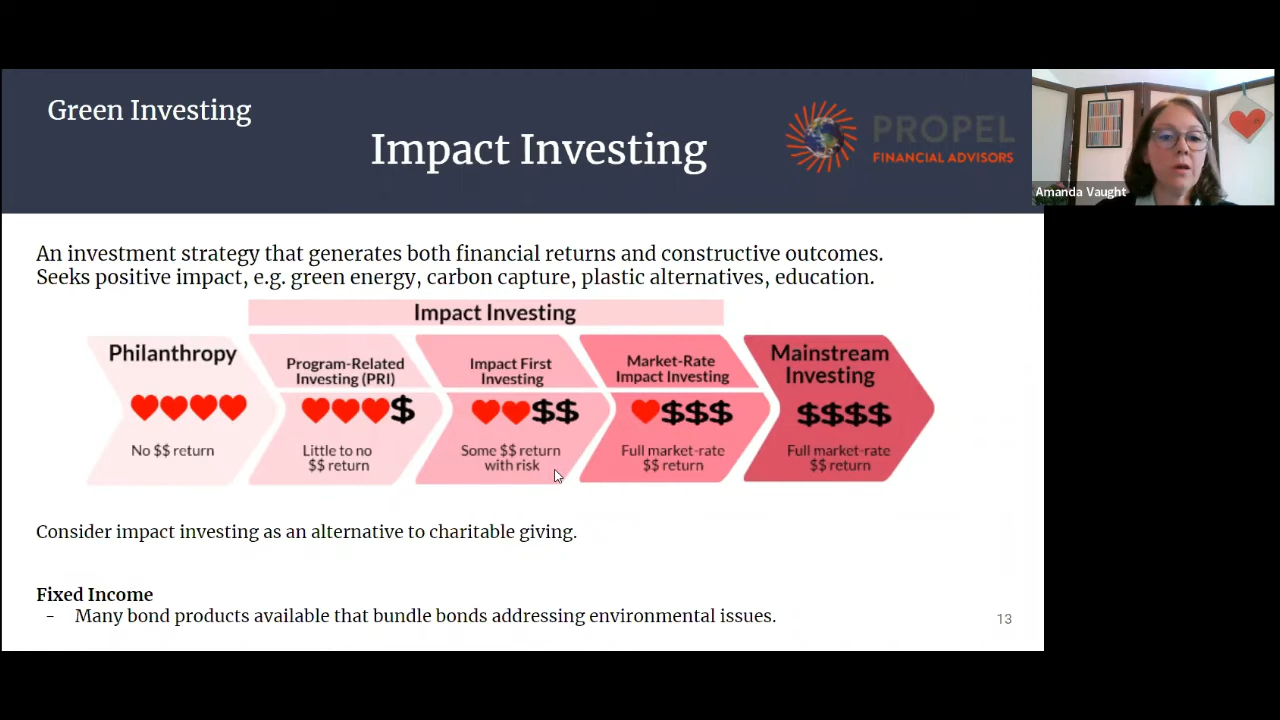 Green Investing
Impact Investing
PROPEL
FINANCIAL ADVISORS
Amanda Vaught
An investment strategy that generates both financial returns and constructive outcomes.
Seeks positive impact, e.g. green energy, carbon capture, plastic alternatives, education.
Impact Investing
Philanthropy
No $$ return
Program-Related
Investing (PRI)
$
Little to no
$$ return
Impact First
Investing
$$
Some $$ return
with risk
Market-Rate
Impact Investing
$$$
Full market-rate
$$ return
Mainstream
Investing
$$$$
Full market-rate
$$ return
Consider impact investing as an alternative to charitable giving.
Fixed Income
- Many bond products available that bundle bonds addressing environmental issues.
13